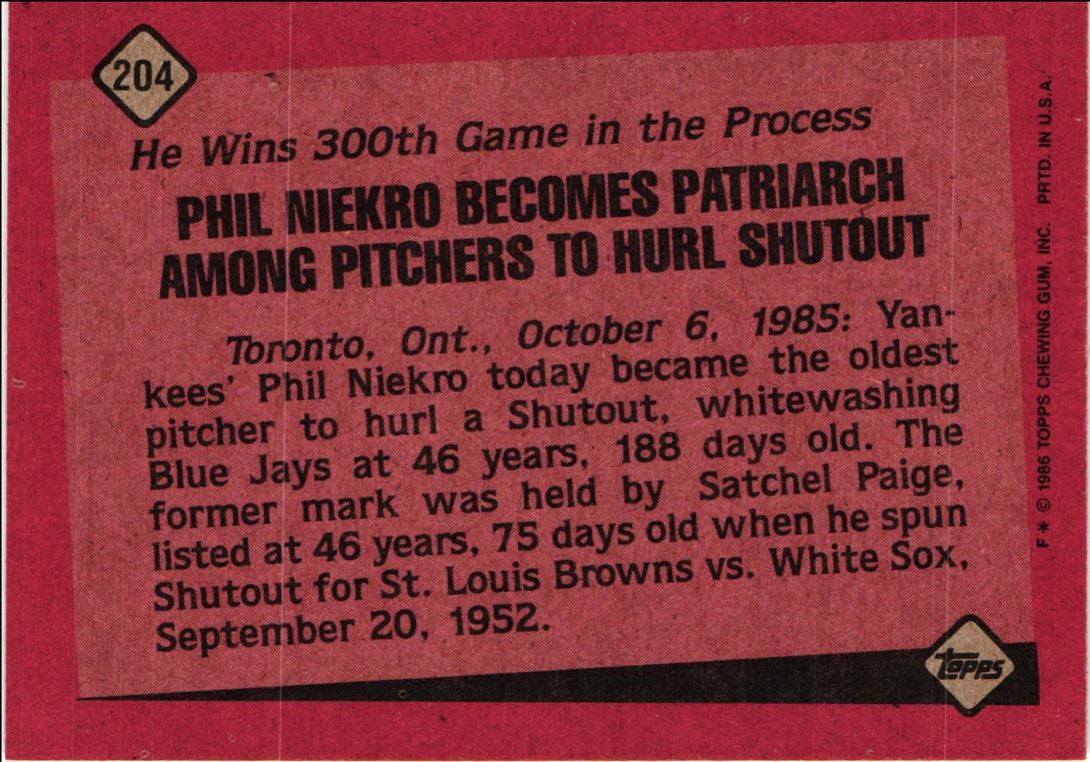 204
He Wins 300th Game in the Process
PHIL NIEKRO BECOMES PATRIARCH
AMONG PITCHERS TO HURL SHUTOUT
Toronto, Ont., October 6, 1985: Yan-
kees' Phil Niekro today became the oldest
pitcher to hurl a Shutout, whitewashing
Blue Jays at 46 years, 188 days old. The
former mark was held by Satchel Paige,
listed at 46 years, 75 days old when he spun
Shutout for St. Louis Browns vs. White Sox,
September 20, 1952.
topps
F * © 1986 TOPPS CHEWING GUM, INC. PRTD. IN U.S.A.